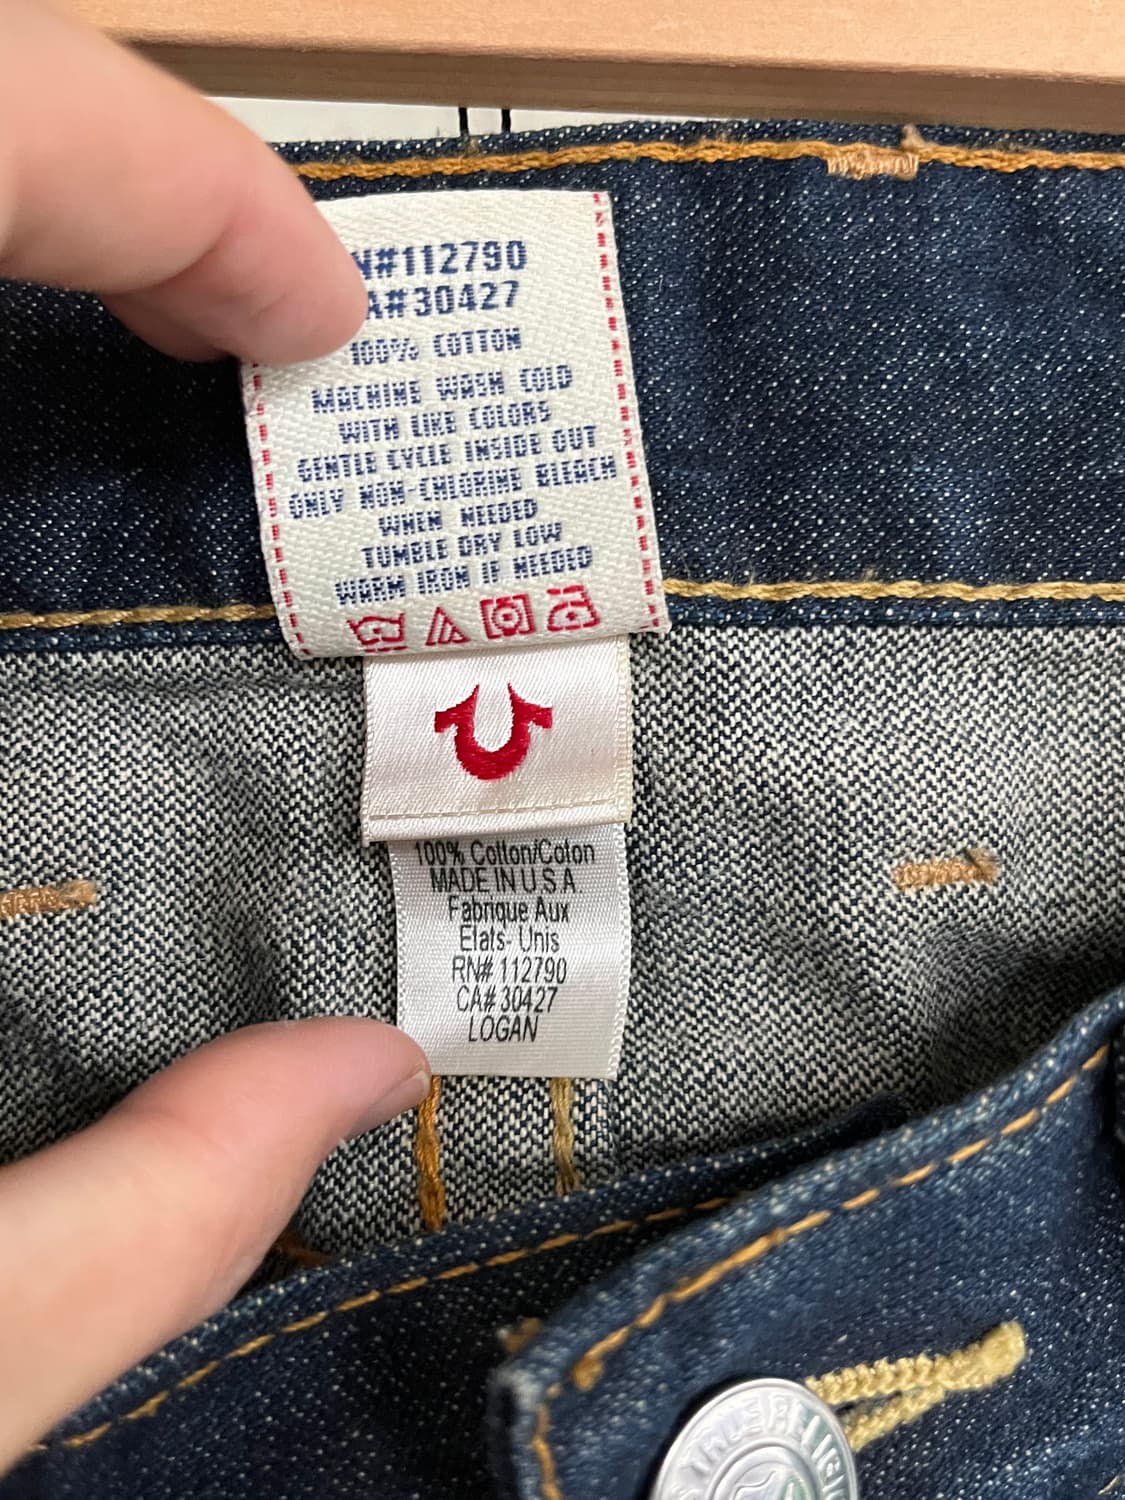 N#112790
A#30427
100% COTTON
MACHINE WASH COLD
WITH LIKE COLORS
GENTLE CYCLE INSIDE OUT
ONLY NON-CHLORINE BLEACH
WHEN NEEDED
TUMBLE DRY LOW
WARM IRON IF NEEDED
100% Cotton/Coton
MADE IN U.S.A.
Fabrique Aux
Etats- Unis
RN# 112790
CA# 30427
LOGAN
TRUE RELIGI